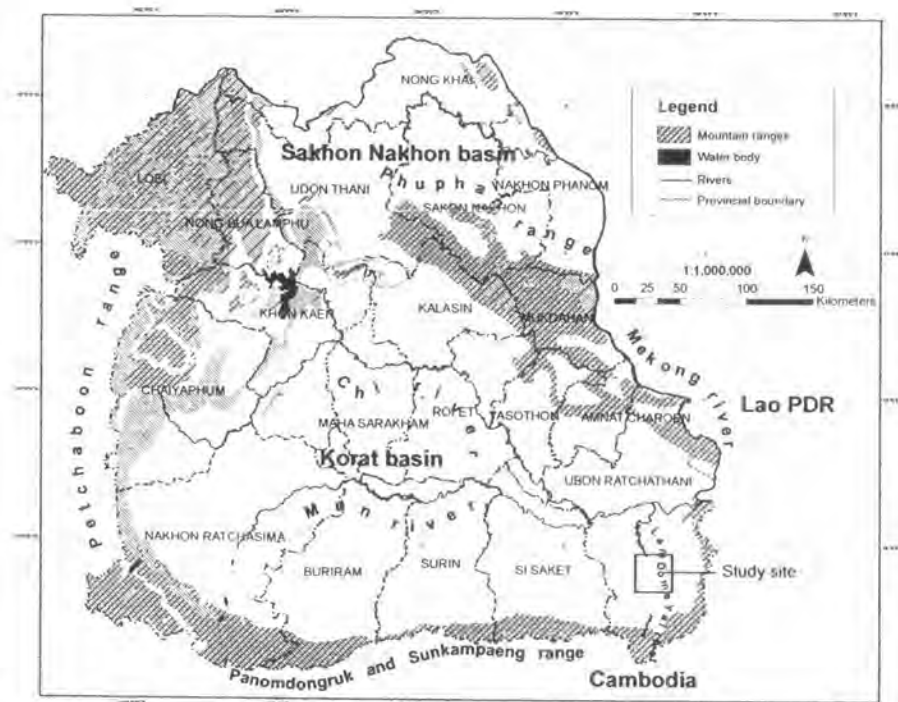 NONG KHAI
Legend
Mountain ranges
Water body
Rivers
Provincial boundary
Sakhon Nakhon basin
LOEI
UDON THANI
Phuphan range
NAKHON PHANOM
SAKON NAKHON
NONG BUA LAMPHU
1:1,000,000
0 25 50 100 150
Kilometers
KHON KAEN
KALASIN
MUKDAHAN
Petchaboon range
Mekong river
CHAIYAPHUM
Chi river
MAHA SARAKHAM
ROI ET
YASOTHON
AMNAT CHAROEN
Lao PDR
Korat basin
UBON RATCHATHANI
Mun river
NAKHON RATCHASIMA
BURIRAM
SURIN
SI SAKET
Study site
Panomdongruk and Sunkampaeng range
Cambodia